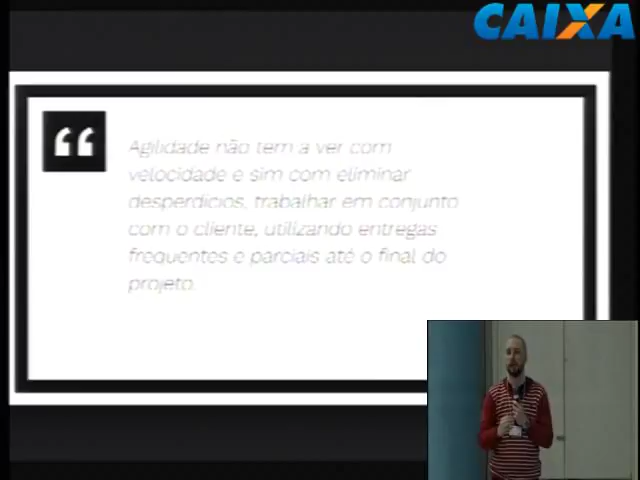 CAIXA
“
Agilidade não tem a ver com
velocidade e sim com eliminar
desperdícios, trabalhar em conjunto
com o cliente, utilizando entregas
frequentes e parciais até o final do
projeto.